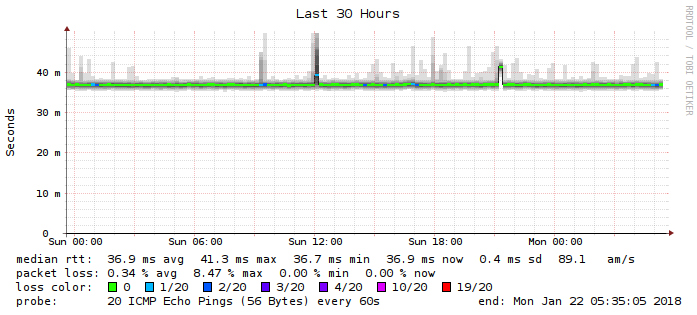 Last 30 Hours
RRDTOOL / TOBI OETIKER
Seconds
40 m
30 m
20 m
10 m
0
Sun 00:00 Sun 06:00 Sun 12:00 Sun 18:00 Mon 00:00
median rtt: 36.9 ms avg 41.3 ms max 36.7 ms min 36.9 ms now 0.4 ms sd 89.1 am/s
packet loss: 0.34 % avg 8.47 % max 0.00 % min 0.00 % now
loss color: 0 1/20 2/20 3/20 4/20 10/20 19/20
probe: 20 ICMP Echo Pings (56 Bytes) every 60s end: Mon Jan 22 05:35:05 2018